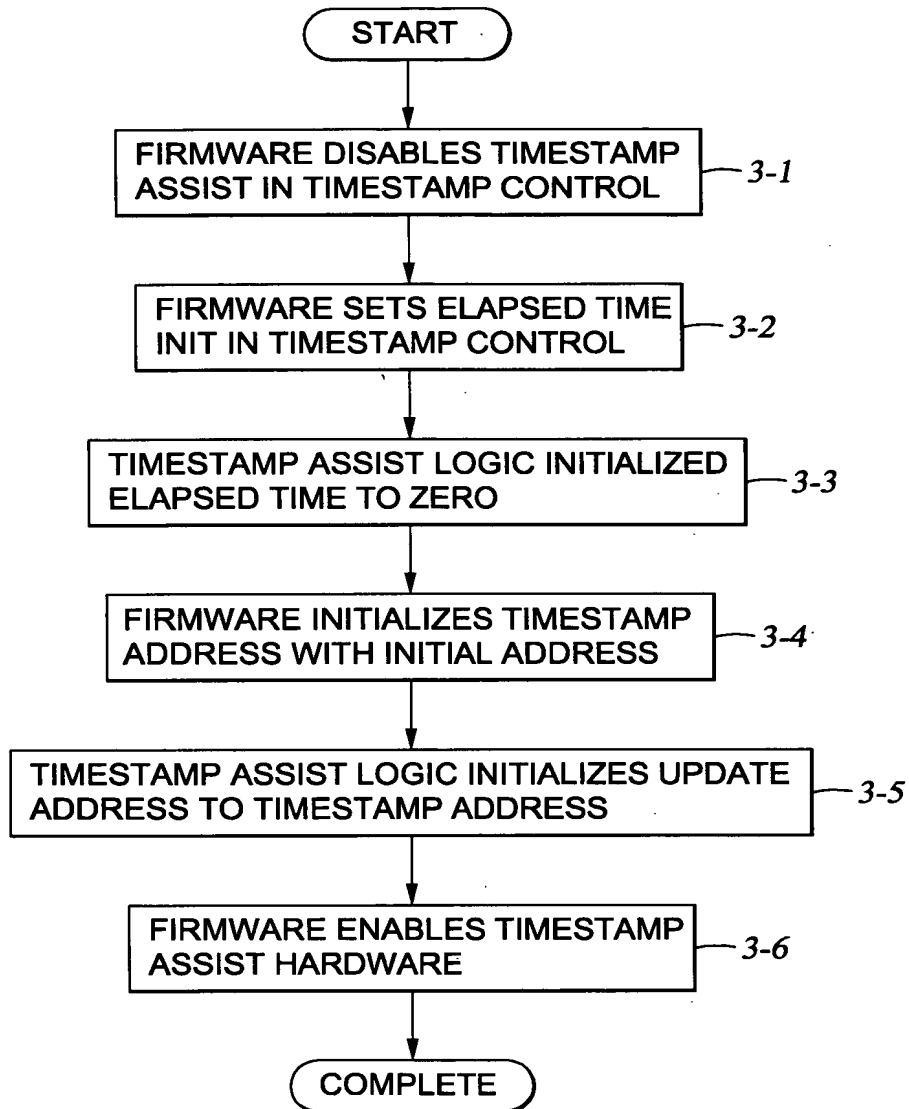 START
FIRMWARE DISABLES TIMESTAMP
ASSIST IN TIMESTAMP CONTROL
3-1
FIRMWARE SETS ELAPSED TIME
INIT IN TIMESTAMP CONTROL
3-2
TIMESTAMP ASSIST LOGIC INITIALIZED
ELAPSED TIME TO ZERO
3-3
FIRMWARE INITIALIZES TIMESTAMP
ADDRESS WITH INITIAL ADDRESS
3-4
TIMESTAMP ASSIST LOGIC INITIALIZES UPDATE
ADDRESS TO TIMESTAMP ADDRESS
3-5
FIRMWARE ENABLES TIMESTAMP
ASSIST HARDWARE
3-6
COMPLETE